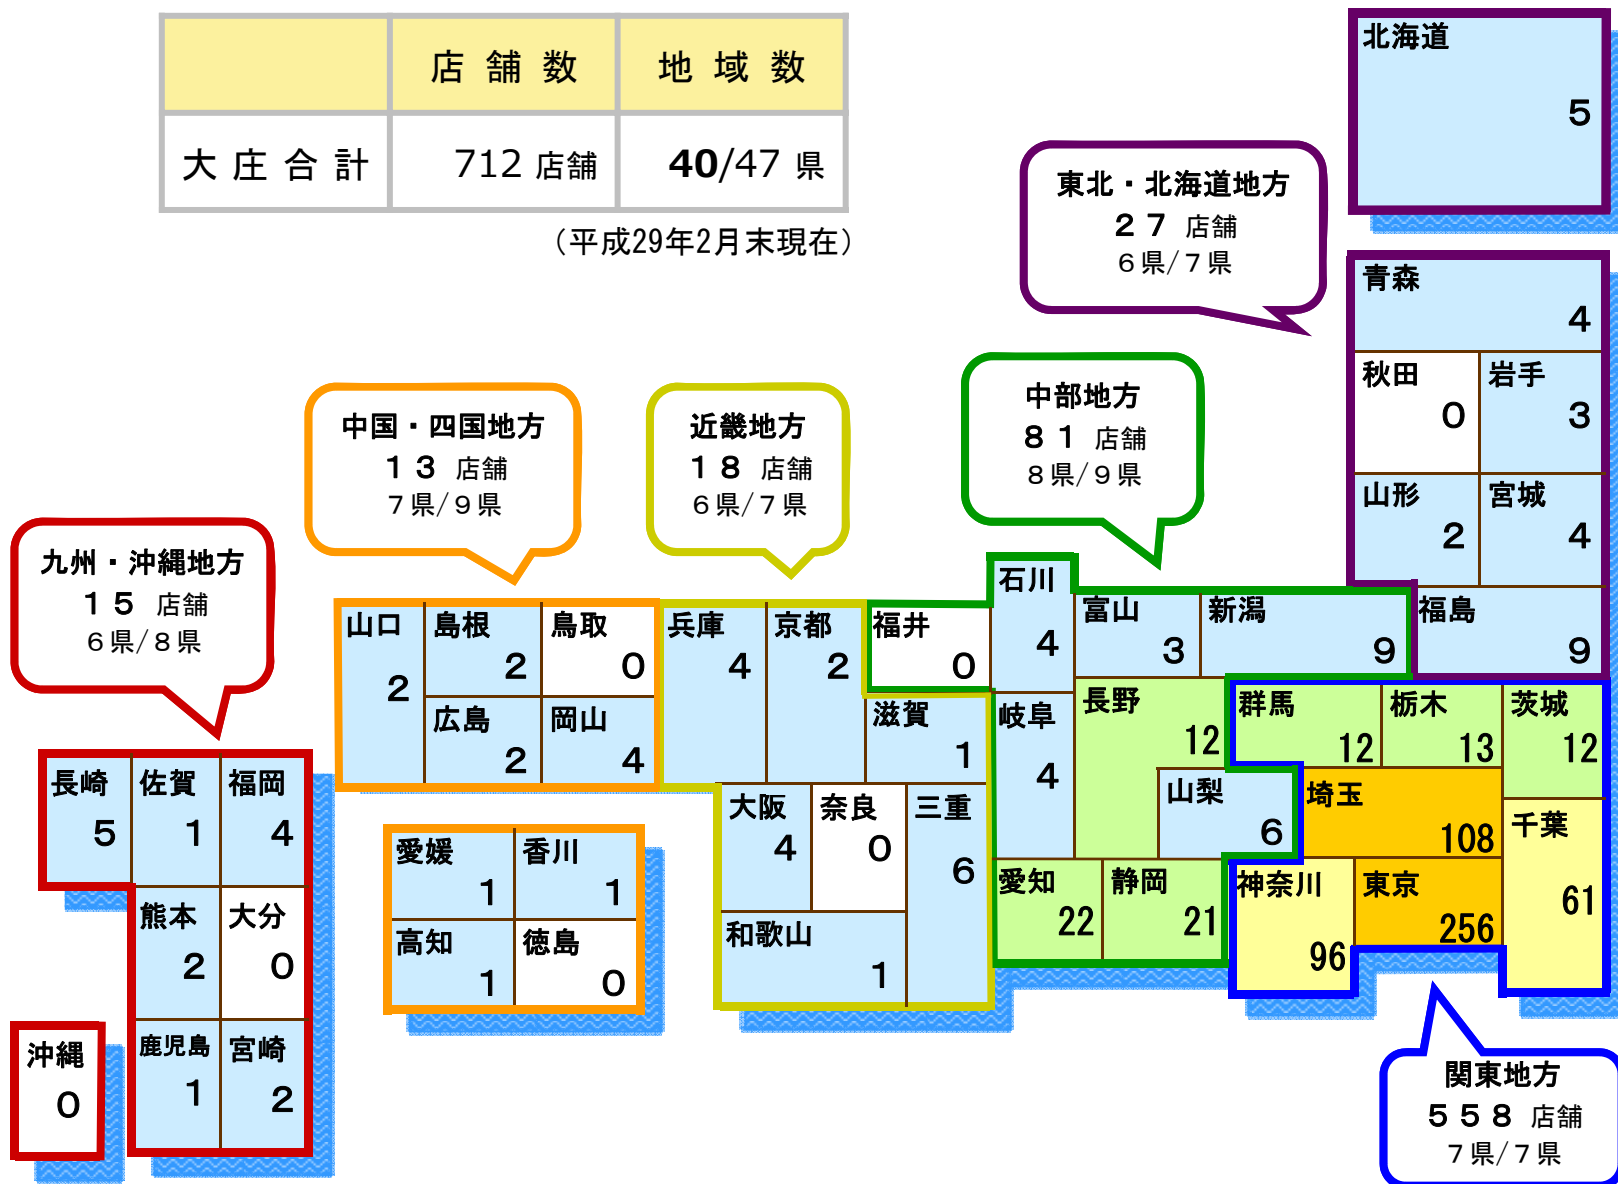 店舗数 地域数
大庄合計 712 店舗 40/47 県
(平成29年2月末現在)
北海道
5
東北・北海道地方
27 店舗
6県/7県
青森
4
秋田
0
岩手
3
山形
2
宮城
4
福島
9
中部地方
81 店舗
8県/9県
石川
4
富山
3
新潟
9
福井
0
岐阜
4
長野
12
山梨
6
愛知
22
静岡
21
近畿地方
18 店舗
6県/7県
兵庫
4
京都
2
滋賀
1
大阪
4
奈良
0
三重
6
和歌山
1
中国・四国地方
13 店舗
7県/9県
山口
2
島根
2
鳥取
0
広島
2
岡山
4
愛媛
1
香川
1
高知
1
徳島
0
九州・沖縄地方
15 店舗
6県/8県
長崎
5
佐賀
1
福岡
4
熊本
2
大分
0
鹿児島
1
宮崎
2
沖縄
0
群馬
12
栃木
13
茨城
12
埼玉
108
千葉
61
神奈川
96
東京
256
関東地方
558 店舗
7県/7県